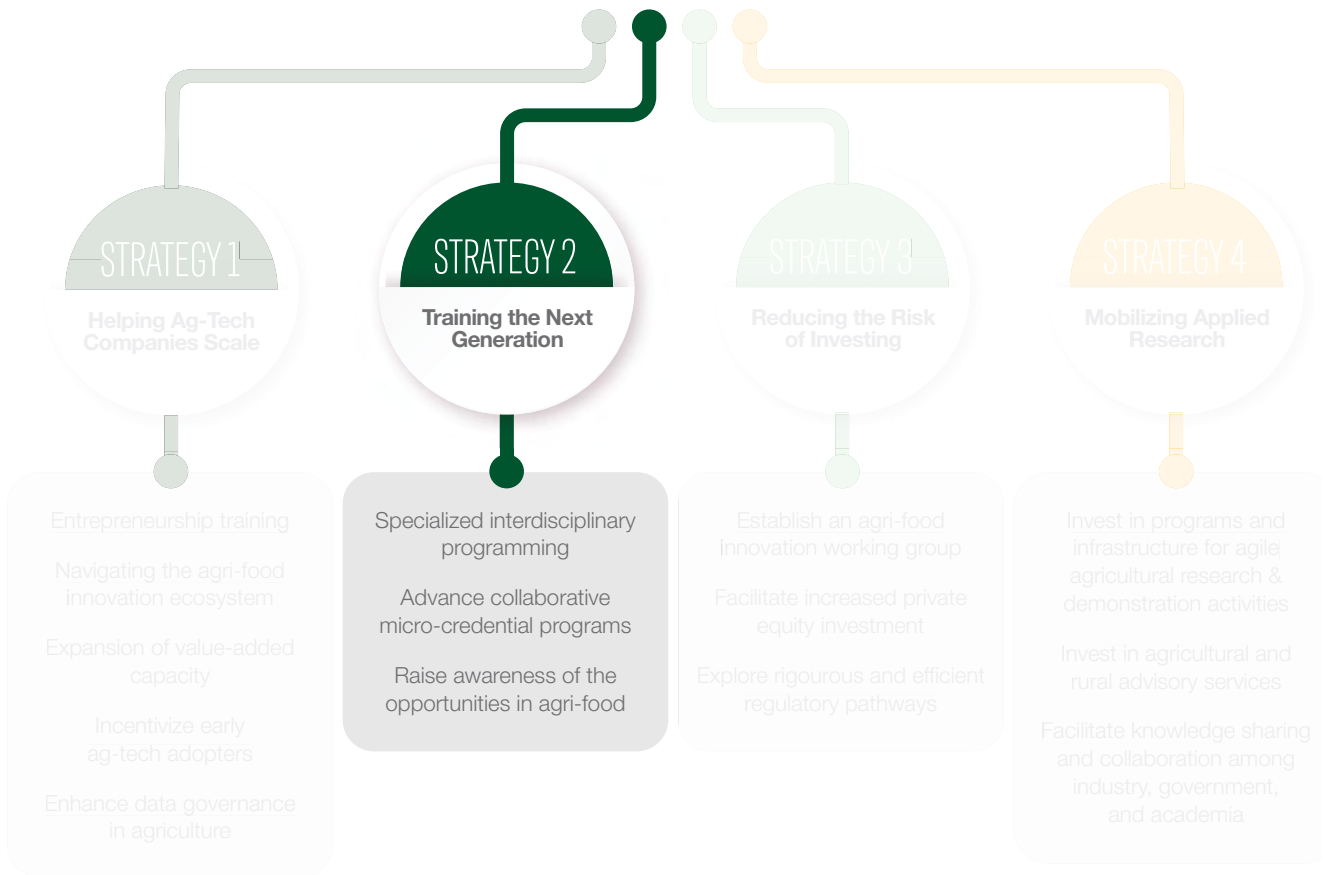 STRATEGY 1
Helping Ag-Tech
Companies Scale
Entrepreneurship training
Navigating the agri-food
innovation ecosystem
Expansion of value-added
capacity
Incentivize early
ag-tech adopters
Enhance data governance
in agriculture
STRATEGY 2
Training the Next
Generation
Specialized interdisciplinary
programming
Advance collaborative
micro-credential programs
Raise awareness of the
opportunities in agri-food
STRATEGY 3
Reducing the Risk
of Investing
Establish an agri-food
innovation working group
Facilitate increased private
equity investment
Explore rigourous and efficient
regulatory pathways
STRATEGY 4
Mobilizing Applied
Research
Invest in programs and
infrastructure for agile
agricultural research &
demonstration activities
Invest in agricultural and
rural advisory services
Facilitate knowledge sharing
and collaboration among
industry, government,
and academia